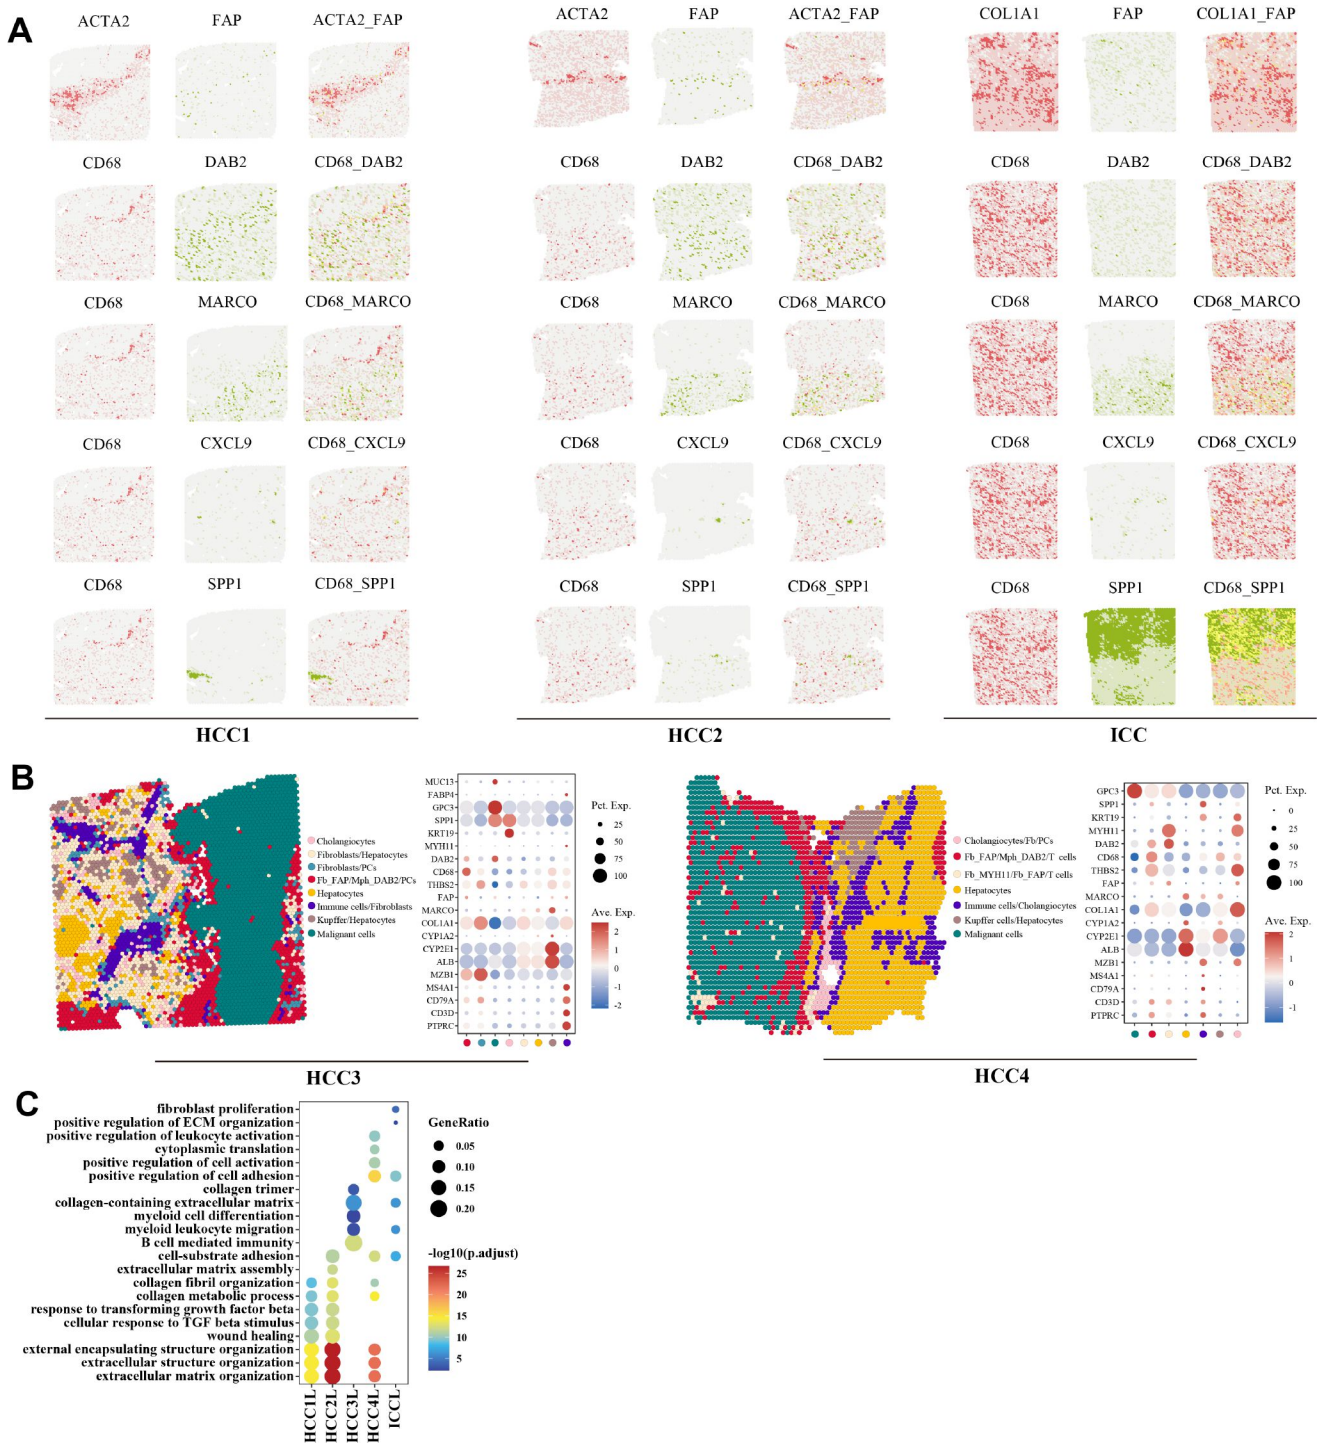 A
ACTA2 FAP ACTA2_FAP ACTA2 FAP ACTA2_FAP COL1A1 FAP COL1A1_FAP
CD68 DAB2 CD68_DAB2 CD68 DAB2 CD68_DAB2 CD68 DAB2 CD68_DAB2
CD68 MARCO CD68_MARCO CD68 MARCO CD68_MARCO CD68 MARCO CD68_MARCO
CD68 CXCL9 CD68_CXCL9 CD68 CXCL9 CD68_CXCL9 CD68 CXCL9 CD68_CXCL9
CD68 SPP1 CD68_SPP1 CD68 SPP1 CD68_SPP1 CD68 SPP1 CD68_SPP1
HCC1 HCC2 ICC
B
Cholangiocytes
Fibroblasts/Hepatocytes
Fibroblasts/PCs
Fb_FAP/Mph_DAB2/PCs
Hepatocytes
Immune cells/Fibroblasts
Kupffer/Hepatocytes
Malignant cells
MUC13
FABP4
GPC3
SPP1
KRT19
MYH11
DAB2
CD68
THBS2
FAP
MARCO
COL1A1
CYP1A2
CYP2E1
ALB
MZB1
MS4A1
CD79A
CD3D
PTPRC
Pct. Exp.
25
50
75
100
Ave. Exp.
2
1
0
-1
-2
HCC3
Cholangiocytes/Fb/PCs
Fb_FAP/Mph_DAB2/T cells
Fb_MYH11/Fb_FAP/T cells
Hepatocytes
Immune cells/Cholangiocytes
Kupffer cells/Hepatocytes
Malignant cells
GPC3
SPP1
KRT19
MYH11
DAB2
CD68
THBS2
FAP
MARCO
COL1A1
CYP1A2
CYP2E1
ALB
MZB1
MS4A1
CD79A
CD3D
PTPRC
Pct. Exp.
0
25
50
75
100
Ave. Exp.
2
1
0
-1
HCC4
C
fibroblast proliferation
positive regulation of ECM organization
positive regulation of leukocyte activation
cytoplasmic translation
positive regulation of cell activation
positive regulation of cell adhesion
collagen trimer
collagen-containing extracellular matrix
myeloid cell differentiation
myeloid leukocyte migration
B cell mediated immunity
cell-substrate adhesion
extracellular matrix assembly
collagen fibril organization
collagen metabolic process
response to transforming growth factor beta
cellular response to TGF beta stimulus
wound healing
external encapsulating structure organization
extracellular structure organization
extracellular matrix organization
HCC1L
HCC2L
HCC3L
HCC4L
ICCL
GeneRatio
0.05
0.10
0.15
0.20
-log10(p.adjust)
25
20
15
10
5